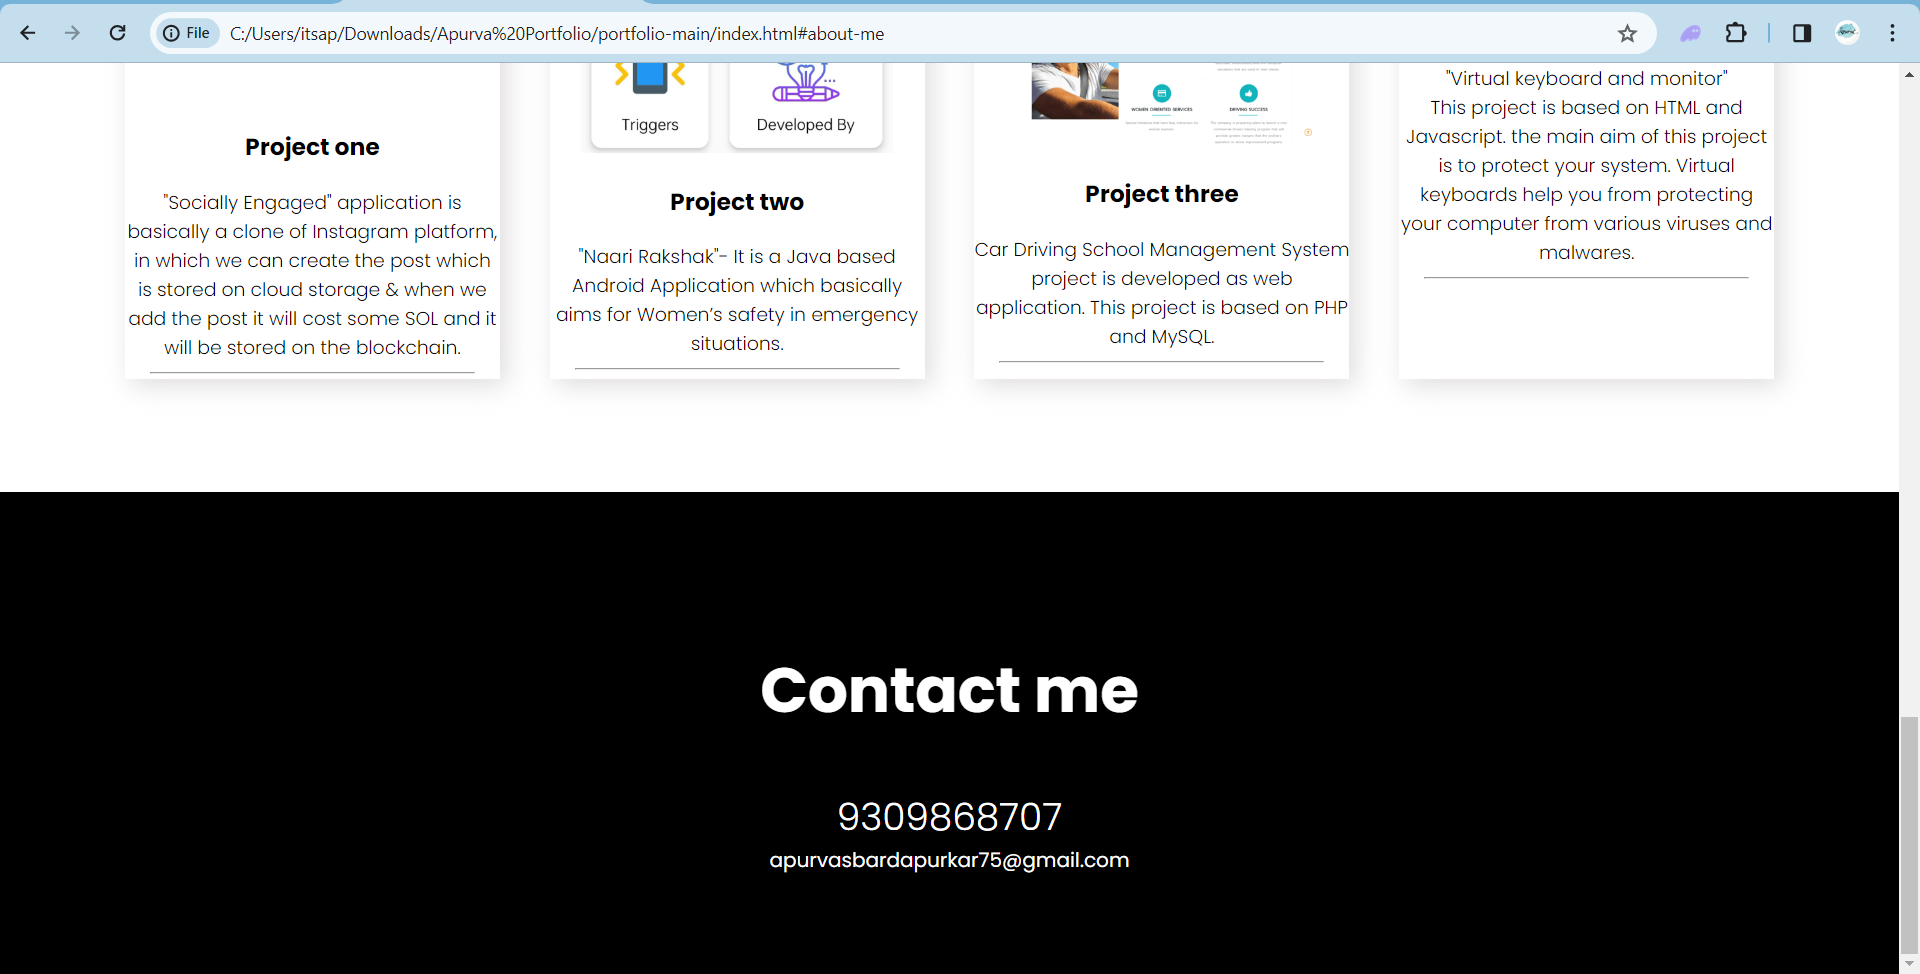 File
C:/Users/itsap/Downloads/Apurva%20Portfolio/portfolio-main/index.html#about-me
Project one
"Socially Engaged" application is
basically a clone of Instagram platform,
in which we can create the post which
is stored on cloud storage & when we
add the post it will cost some SOL and it
will be stored on the blockchain.
Triggers
Developed By
Project two
"Naari Rakshak"- It is a Java based
Android Application which basically
aims for Women's safety in emergency
situations.
WOMEN ORIENTED SERVICES
DRIVING SUCCESS
Project three
Car Driving School Management System
project is developed as web
application. This project is based on PHP
and MySQL.
"Virtual keyboard and monitor"
This project is based on HTML and
Javascript. the main aim of this project
is to protect your system. Virtual
keyboards help you from protecting
your computer from various viruses and
malwares.
Contact me
9309868707
apurvasbardapurkar75@gmail.com